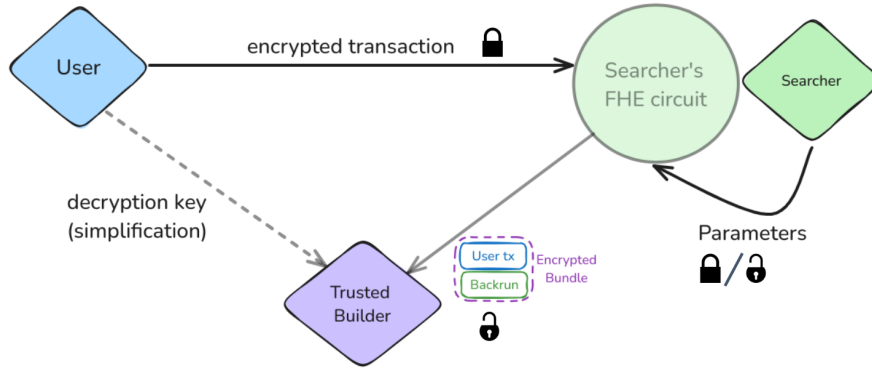 User
encrypted transaction
Searcher's
FHE circuit
Searcher
decryption key
(simplification)
Parameters
Trusted
Builder
User tx
Backrun
Encrypted
Bundle
/